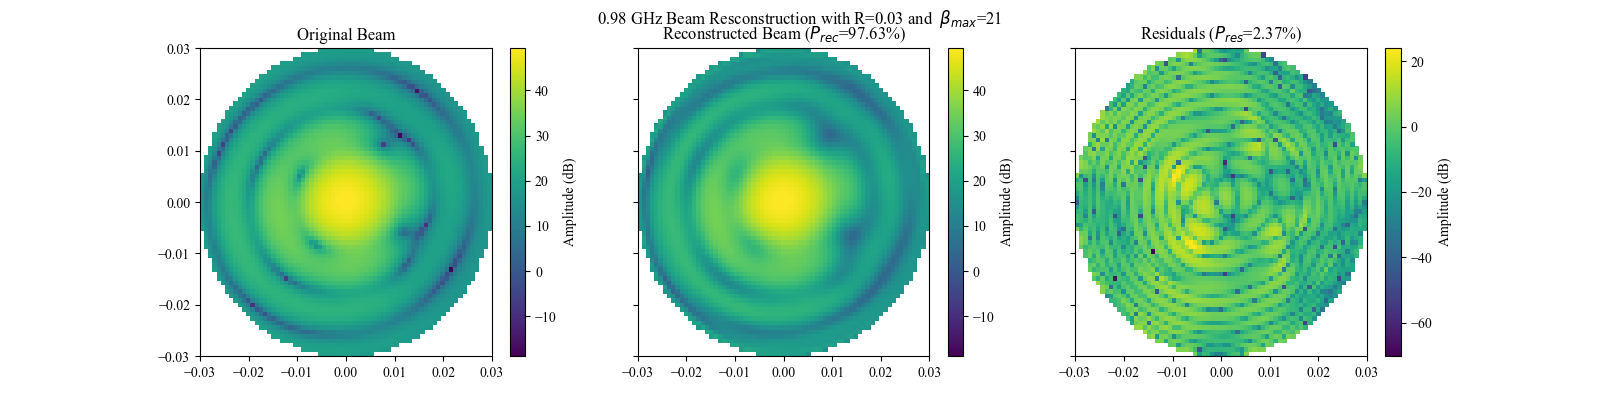 0.98 GHz Beam Resconstruction with R=0.03 and β_max=21
Original Beam
Reconstructed Beam (P_rec=97.63%)
Residuals (P_res=2.37%)
0.03
0.02
0.01
0.00
−0.01
−0.02
−0.03
−0.03 −0.02 −0.01 0.00 0.01 0.02 0.03
40
30
20
10
0
−10
Amplitude (dB)
−0.03 −0.02 −0.01 0.00 0.01 0.02 0.03
40
30
20
10
0
−10
Amplitude (dB)
−0.03 −0.02 −0.01 0.00 0.01 0.02 0.03
20
0
−20
−40
−60
Amplitude (dB)